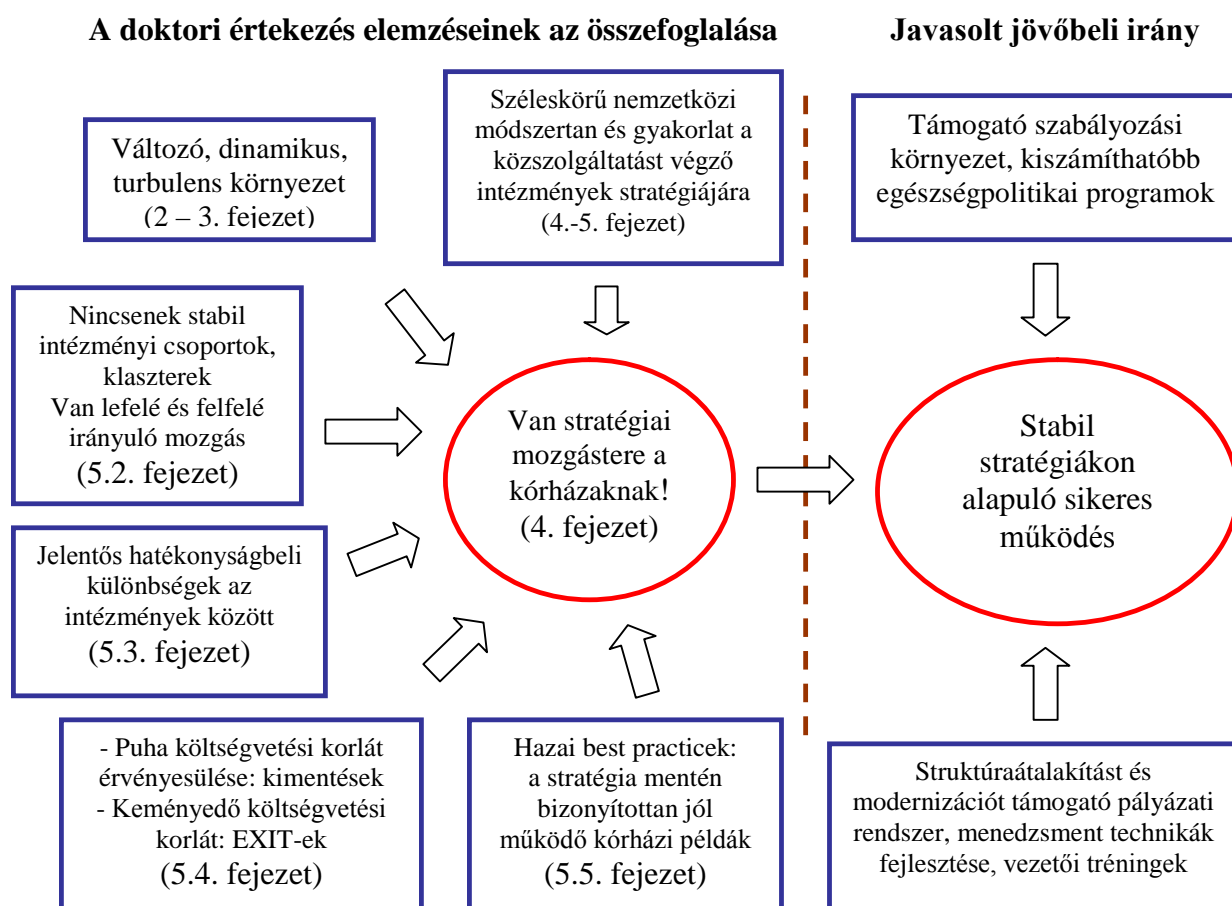 A doktori értekezés elemzéseinek az összefoglalása
Javasolt jövőbeli irány
Változó, dinamikus,
turbulens környezet
(2 – 3. fejezet)
Széleskörű nemzetközi
módszertan és gyakorlat a
közszolgáltatást végző
intézmények stratégiájára
(4.-5. fejezet)
Támogató szabályozási
környezet, kiszámíthatóbb
egészségpolitikai programok
Nincsenek stabil
intézményi csoportok,
klaszterek
Van lefelé és felfelé
irányuló mozgás
(5.2. fejezet)
Van stratégiai
mozgástere a
kórházaknak!
(4. fejezet)
Stabil
stratégiákon
alapuló sikeres
működés
Jelentős hatékonyságbeli
különbségek az
intézmények között
(5.3. fejezet)
- Puha költségvetési korlát
érvényesülése: kimentések
- Keményedő költségvetési
korlát: EXIT-ek
(5.4. fejezet)
Hazai best practicek:
a stratégia mentén
bizonyítottan jól
működő kórházi példák
(5.5. fejezet)
Struktúraátalakítást és
modernizációt támogató pályázati
rendszer, menedzsment technikák
fejlesztése, vezetői tréningek